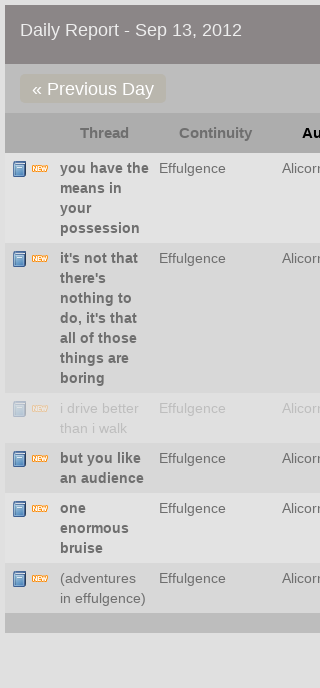 Daily Report - Sep 13, 2012
« Previous Day
Thread Continuity Au
NEW you have the Effulgence Alicorn
means in
your
possession
NEW it's not that Effulgence Alicorn
there's
nothing to
do, it's that
all of those
things are
boring
NEW i drive better Effulgence Alicorn
than i walk
NEW but you like Effulgence Alicorn
an audience
NEW one Effulgence Alicorn
enormous
bruise
NEW (adventures Effulgence Alicorn
in effulgence)